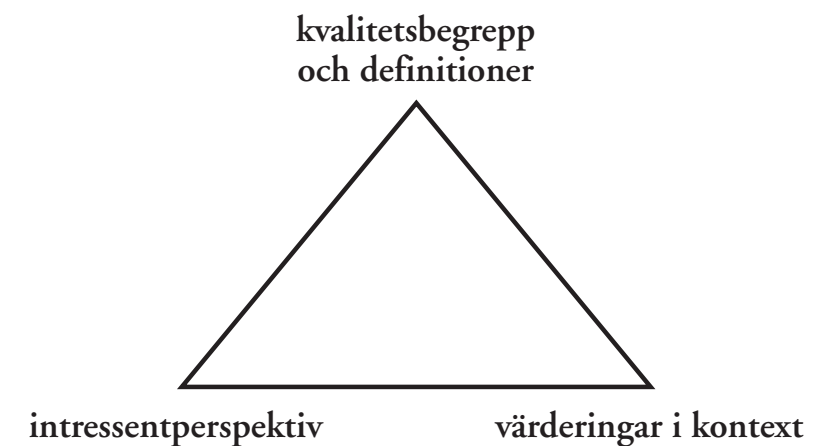 kvalitetsbegrepp
och definitioner
intressentperspektiv
värderingar i kontext